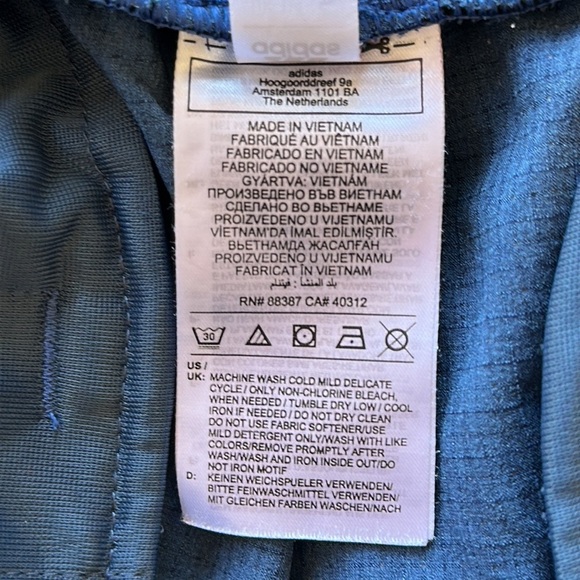 adidas
adidas
Hoogoorddreef 9a
Amsterdam 1101 BA
The Netherlands
MADE IN VIETNAM
FABRIQUÉ AU VIÊTNAM
FABRICADO EN VIETNAM
FABRICADO NO VIETNAME
GYÁRTVA: VIETNÁM
ПРОИЗВЕДЕНО ВЪВ ВИЕТНАМ
СДЕЛАНО ВО ВЬЕТНАМЕ
PROIZVEDENO U VIJETNAMU
VİETNAM'DA İMAL EDİLMİŞTİR.
ВЬЕТНАМДА ЖАСАЛҒАН
PROIZVEDENO U VIJETNAMU
FABRICAT ÎN VIETNAM
بلد المنشأ : فيتنام
RN# 88387 CA# 40312
30
US /
UK: MACHINE WASH COLD MILD DELICATE
CYCLE / ONLY NON-CHLORINE BLEACH,
WHEN NEEDED / TUMBLE DRY LOW / COOL
IRON IF NEEDED / DO NOT DRY CLEAN
DO NOT USE FABRIC SOFTENER/USE
MILD DETERGENT ONLY/WASH WITH LIKE
COLORS/REMOVE PROMPTLY AFTER
WASH/WASH AND IRON INSIDE OUT/DO
NOT IRON MOTIF
D: KEINEN WEICHSPUELER VERWENDEN/
BITTE FEINWASCHMITTEL VERWENDEN/
MIT GLEICHEN FARBEN WASCHEN/NACH